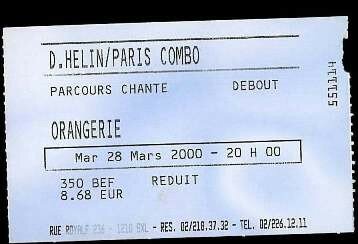 D.HELIN/PARIS COMBO
PARCOURS CHANTE DEBOUT
ORANGERIE
Mar 28 Mars 2000 - 20 H 00
350 BEF REDUIT
8.68 EUR
RUE ROYALE 236 - 1210 BXL - RES. 02/218.37.32 - TEL. 02/226.12.11